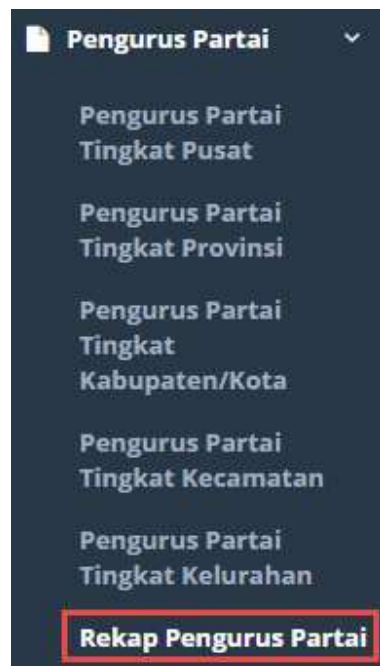 Pengurus Partai
Pengurus Partai
Tingkat Pusat
Pengurus Partai
Tingkat Provinsi
Pengurus Partai
Tingkat
Kabupaten/Kota
Pengurus Partai
Tingkat Kecamatan
Pengurus Partai
Tingkat Kelurahan
Rekap Pengurus Partai